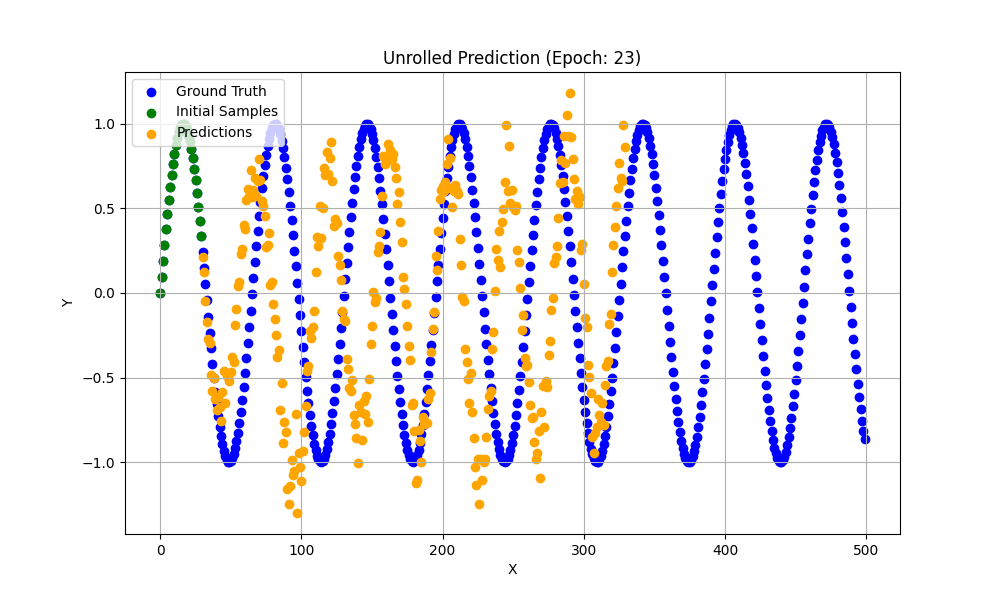 Unrolled Prediction (Epoch: 23)
Ground Truth
Initial Samples
Predictions
1.0
0.5
0.0
−0.5
−1.0
Y
0
100
200
300
400
500
X